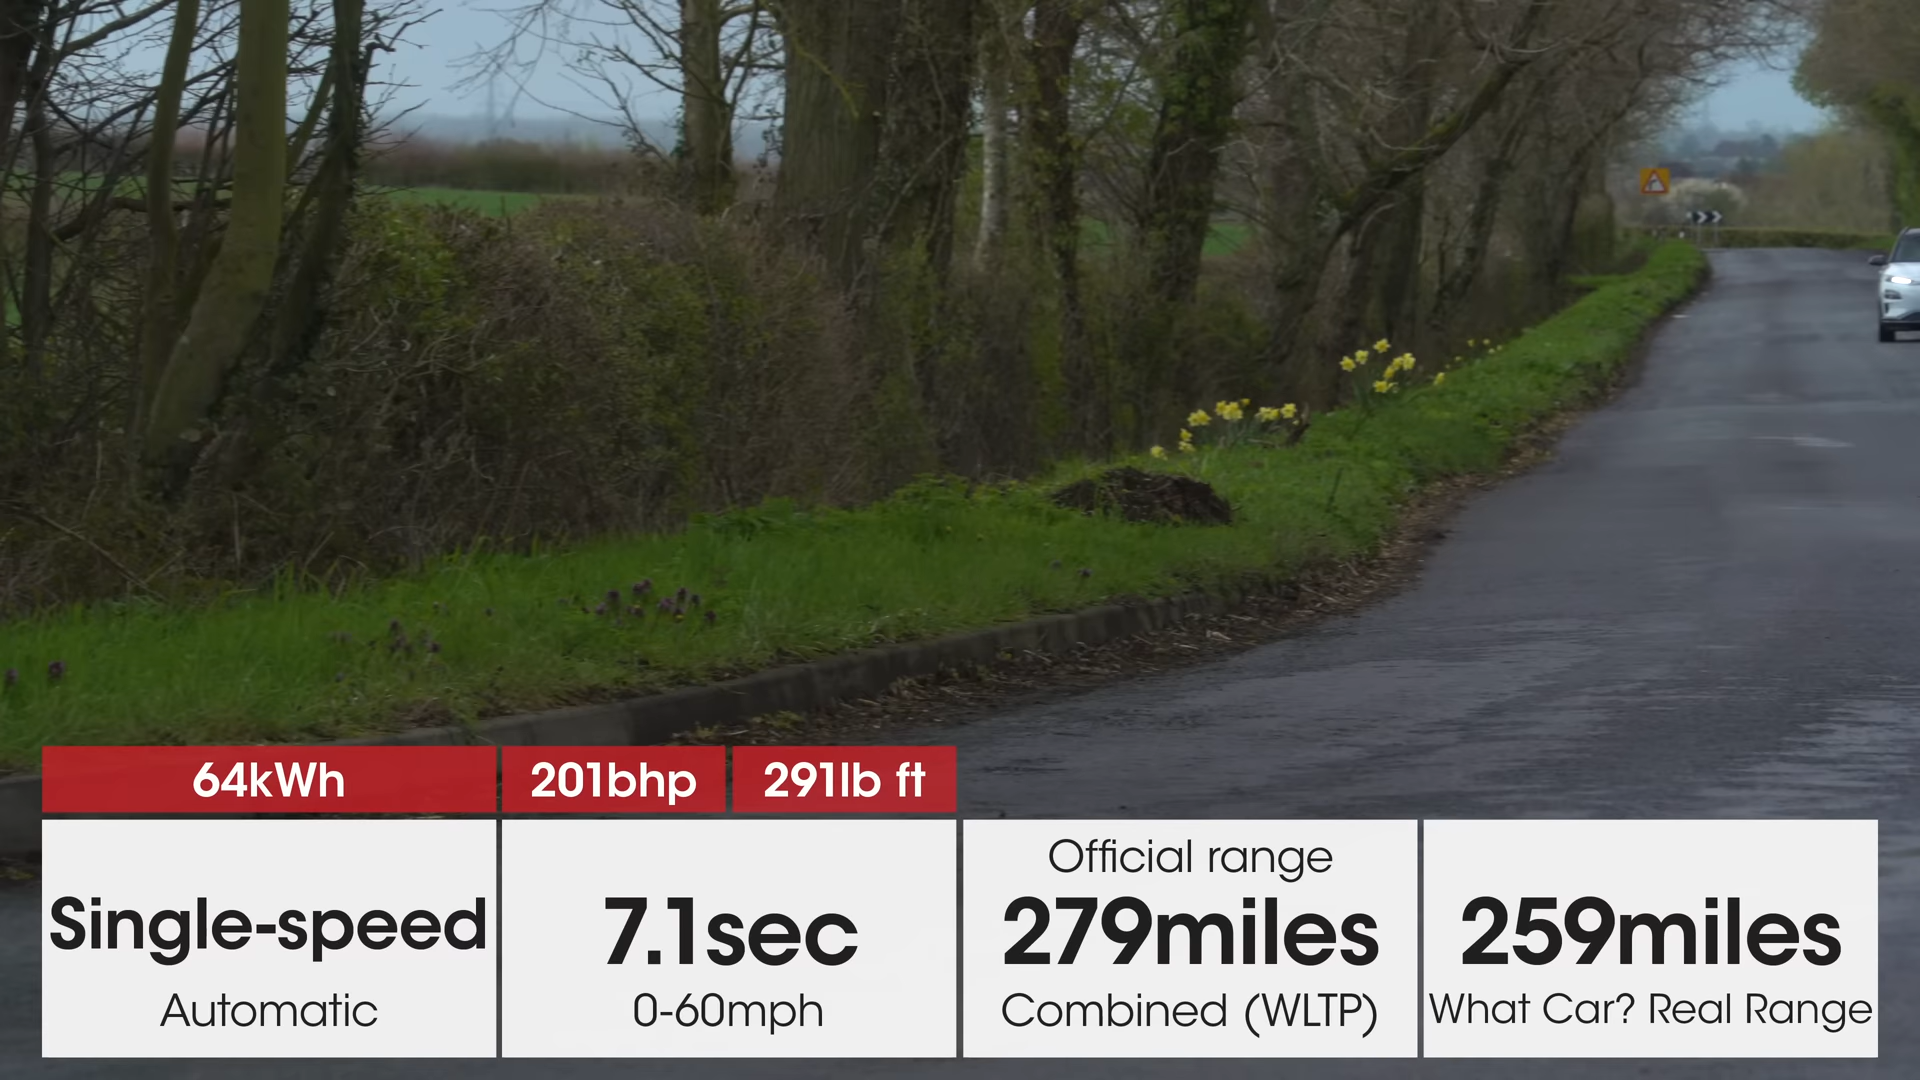 64kWh
201bhp
291lb ft
Single-speed
Automatic
7.1sec
0-60mph
Official range
279miles
Combined (WLTP)
259miles
What Car? Real Range